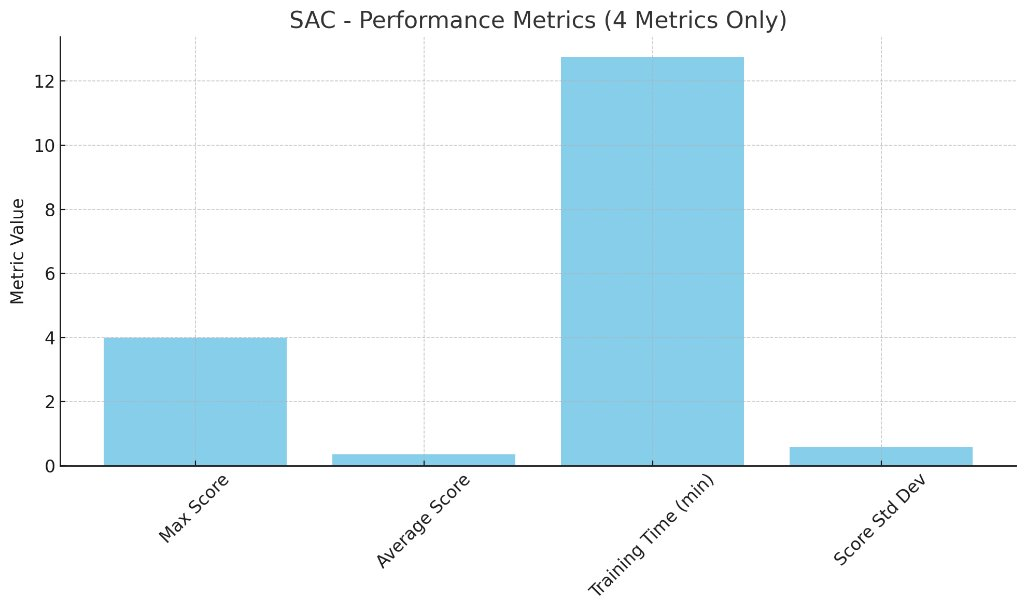 SAC - Performance Metrics (4 Metrics Only)
Metric Value
12
10
8
6
4
2
0
Max Score
Average Score
Training Time (min)
Score Std Dev